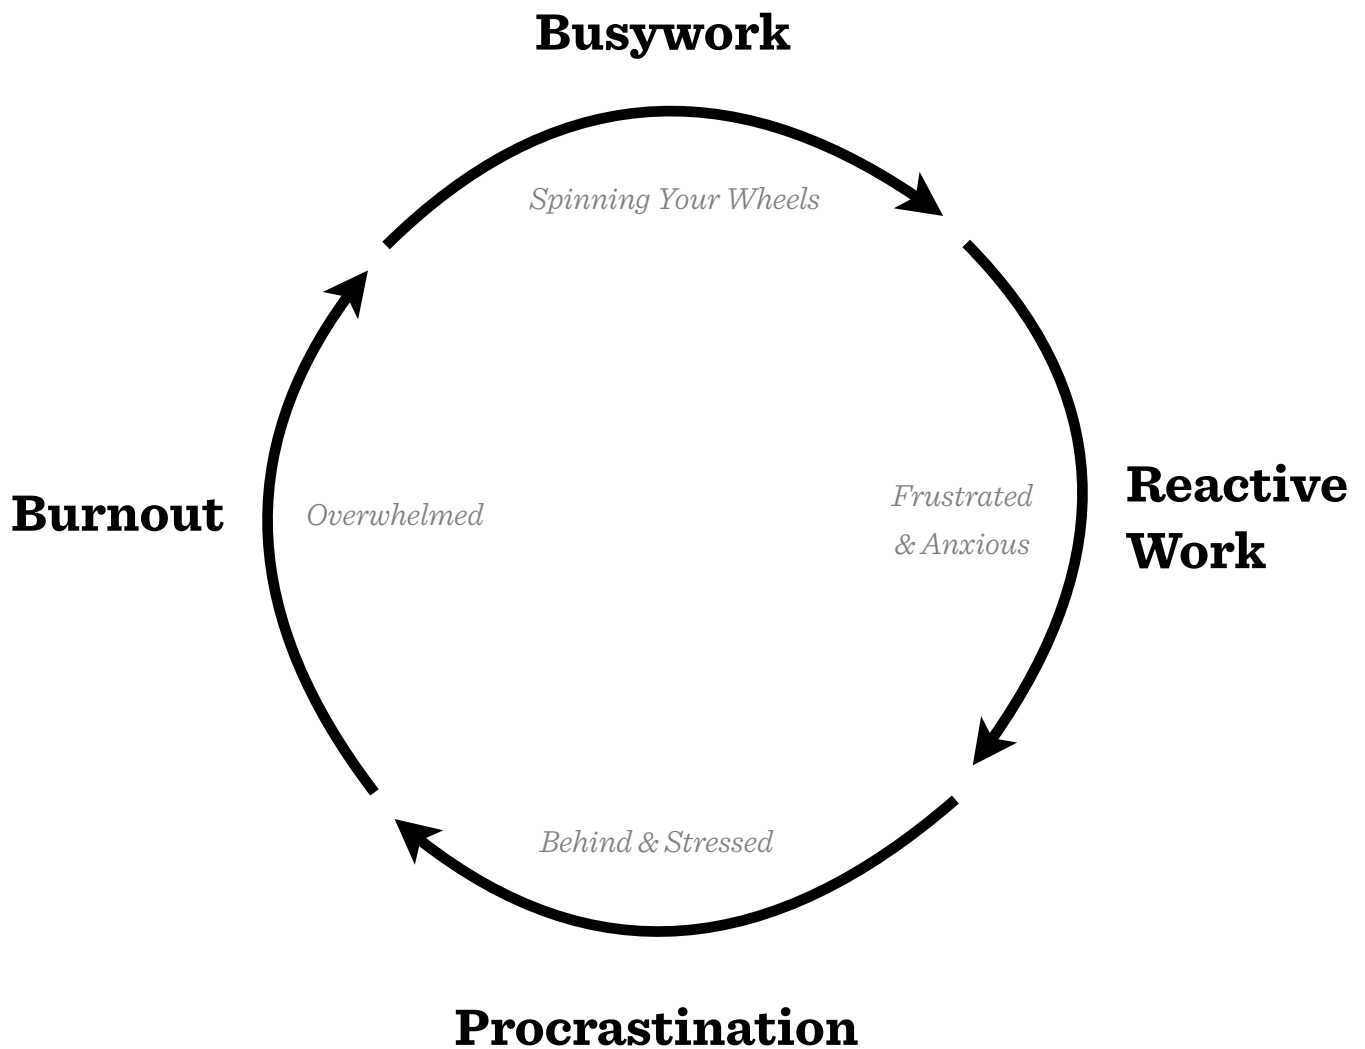 Busywork
Spinning Your Wheels
Burnout
Overwhelmed
Frustrated
& Anxious
Reactive
Work
Behind & Stressed
Procrastination